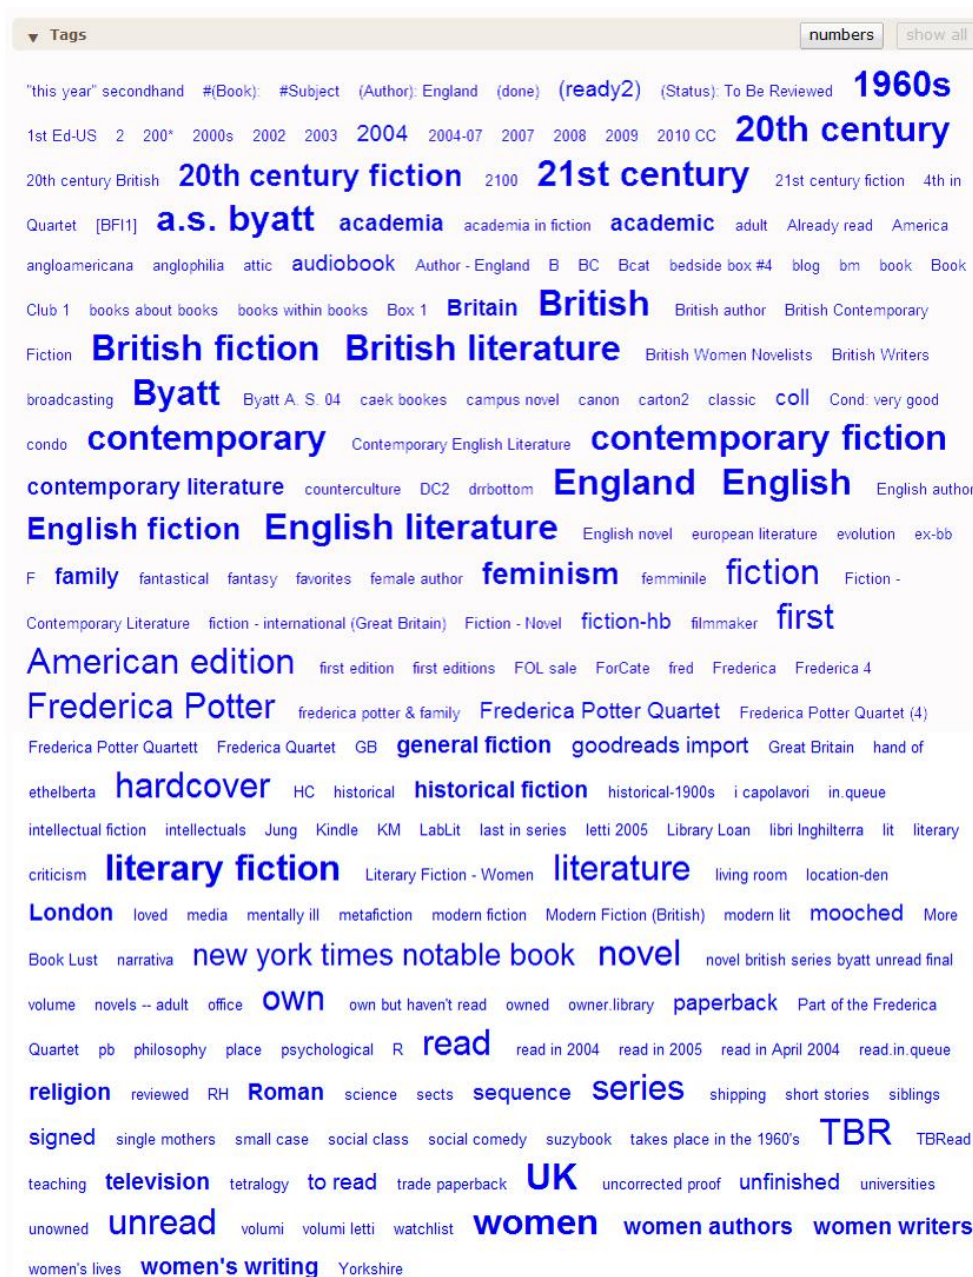 ▼ Tags numbers show all
"this year" secondhand #(Book): #Subject (Author): England (done) (ready2) (Status): To Be Reviewed 1960s
1st Ed-US 2 200* 2000s 2002 2003 2004 2004-07 2007 2008 2009 2010 CC 20th century
20th century British 20th century fiction 2100 21st century 21st century fiction 4th in
Quartet [BFI1] a.s. byatt academia academia in fiction academic adult Already read America
angloamericana anglophilia attic audiobook Author - England B BC Bcat bedside box #4 blog bm book Book
Club 1 books about books books within books Box 1 Britain British British author British Contemporary
Fiction British fiction British literature British Women Novelists British Writers
broadcasting Byatt Byatt A. S. 04 caek bookes campus novel canon carton2 classic coll Cond: very good
condo contemporary Contemporary English Literature contemporary fiction
contemporary literature counterculture DC2 drrbottom England English English author
English fiction English literature English novel european literature evolution ex-bb
F family fantastical fantasy favorites female author feminism femminile fiction Fiction -
Contemporary Literature fiction - international (Great Britain) Fiction - Novel fiction-hb filmmaker first
American edition first edition first editions FOL sale ForCate fred Frederica Frederica 4
Frederica Potter frederica potter & family Frederica Potter Quartet Frederica Potter Quartet (4)
Frederica Potter Quartett Frederica Quartet GB general fiction goodreads import Great Britain hand of
ethelberta hardcover HC historical historical fiction historical-1900s i capolavori in.queue
intellectual fiction intellectuals Jung Kindle KM LabLit last in series letti 2005 Library Loan libri Inghilterra lit literary
criticism literary fiction Literary Fiction - Women literature living room location-den
London loved media mentally ill metafiction modern fiction Modern Fiction (British) modern lit mooched More
Book Lust narrativa new york times notable book novel novel british series byatt unread final
volume novels -- adult office own own but haven't read owned owner.library paperback Part of the Frederica
Quartet pb philosophy place psychological R read read in 2004 read in 2005 read in April 2004 read.in.queue
religion reviewed RH Roman science sects sequence series shipping short stories siblings
signed single mothers small case social class social comedy suzybook takes place in the 1960's TBR TBRead
teaching television tetralogy to read trade paperback UK uncorrected proof unfinished universities
unowned unread volumi volumi letti watchlist women women authors women writers
women's lives women's writing Yorkshire